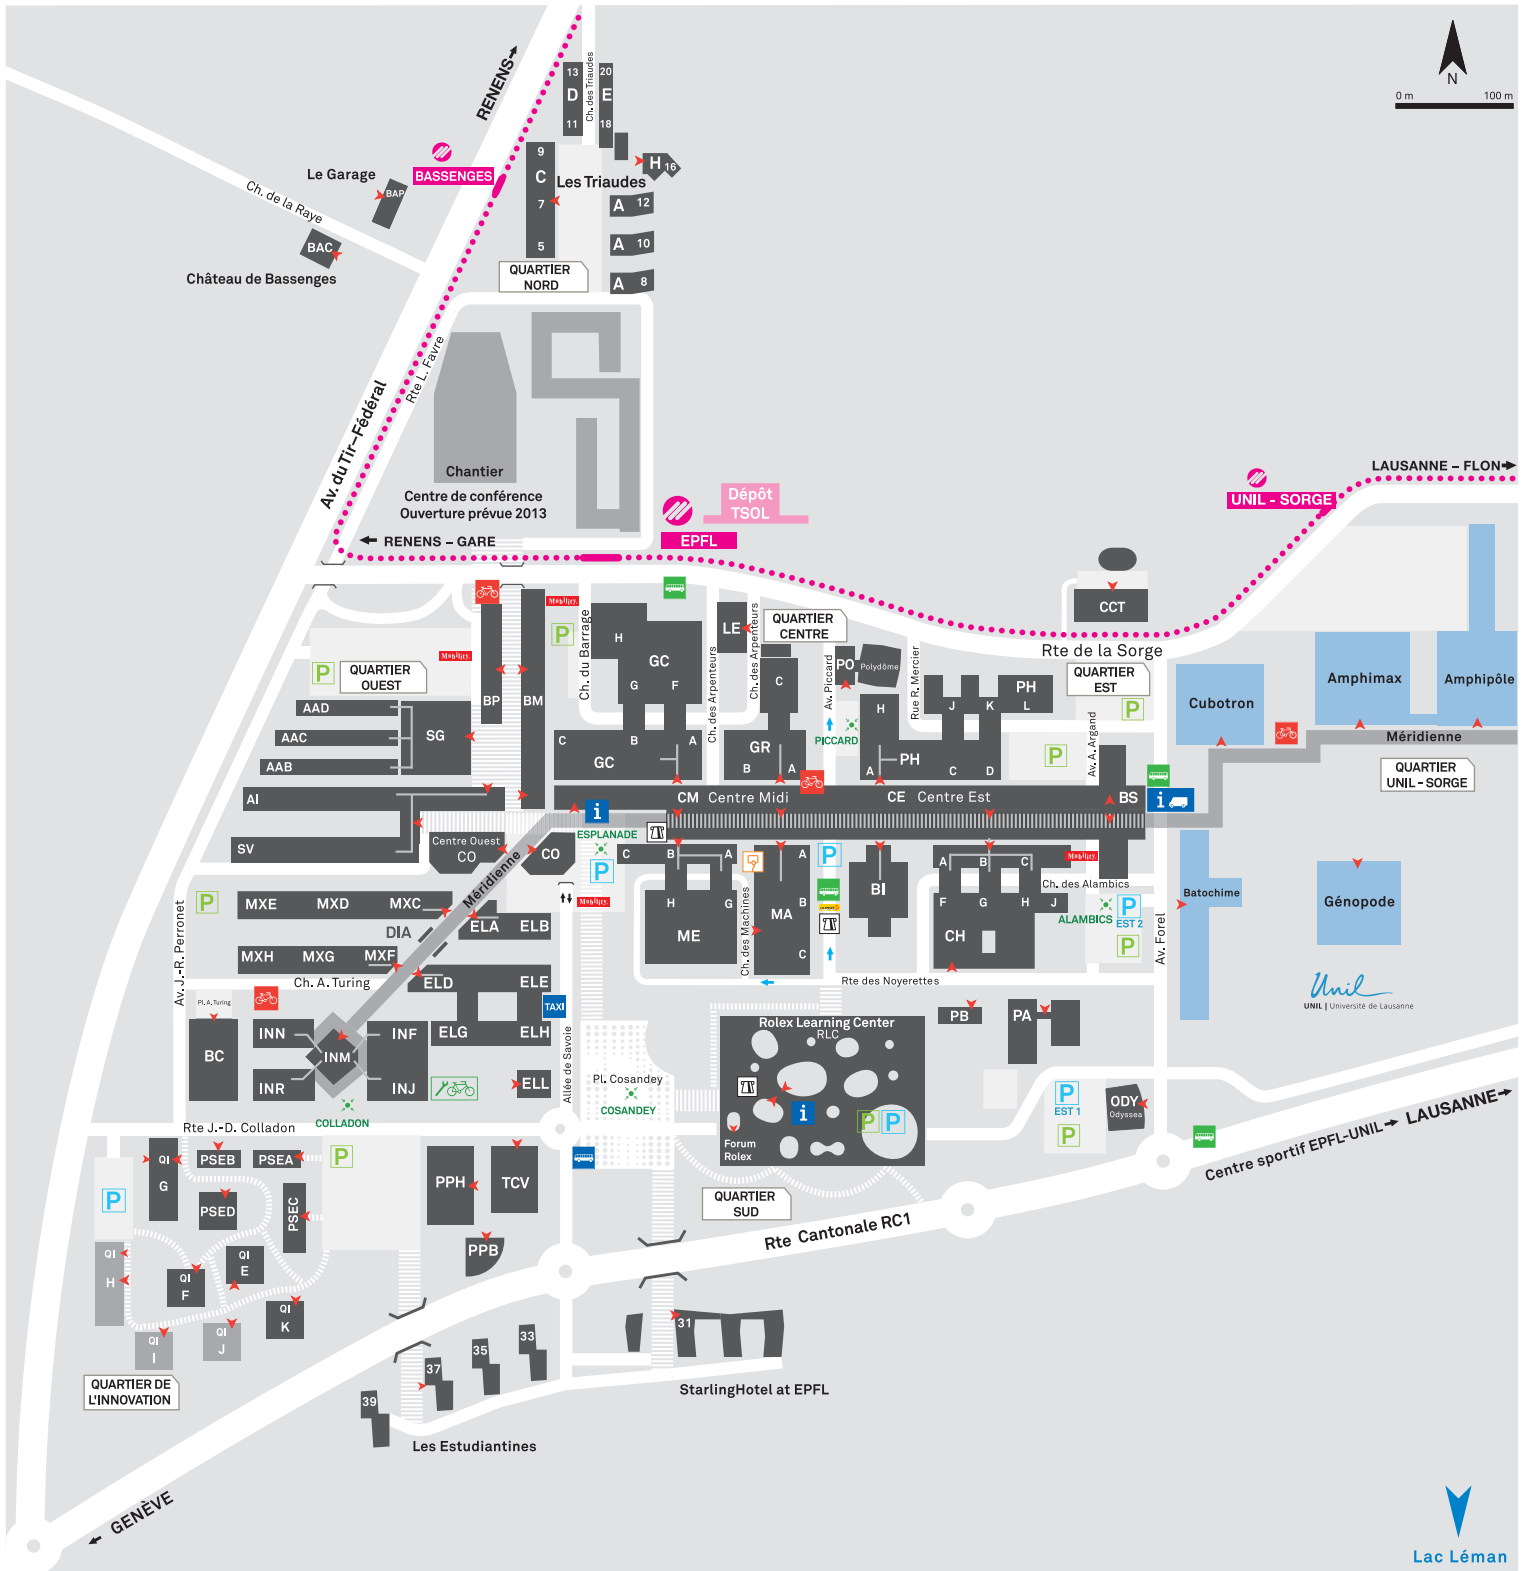 RENENS
13
D
11
Ch. des Triaudes
20
E
18
N
0 m 100 m
BASSENGES
Le Garage
BAP
Ch. de la Raye
BAC
Château de Bassenges
9
C
7
5
Les Triaudes
H 16
A 12
A 10
A 8
QUARTIER
NORD
Rte L. Favre
Av. du Tir-Fédéral
Chantier
Centre de conférence
Ouverture prévue 2013
RENENS - GARE
EPFL
Dépôt
TSOL
LAUSANNE - FLON
UNIL - SORGE
CCT
Rte de la Sorge
Mobility
Mobility
P
P
QUARTIER
OUEST
BP
BM
Ch. du Barrage
H
GC
G F
C B A
GC
Ch. des Arpenteurs
LE
Ch. des Arpenteurs
QUARTIER
CENTRE
C
GR
B A
Av. Piccard
PO
Polydôme
PICCARD
Rue R. Mercier
PH
J K L
H
PH
A C D
QUARTIER
EST
P
P
Av. A. Argand
Cubotron
Amphimax
Amphipôle
Méridienne
QUARTIER
UNIL - SORGE
AAD
AAC
SG
AAB
AI
SV
CM Centre Midi
CE Centre Est
BS
i
i
ESPLANADE
P
Centre Ouest
CO
CO
Méridienne
C B A
H G
ME
Ch. des Machines
A
B
MA
C
P
BI
A B C
F G H J
CH
Mobility
Ch. des Alambics
ALAMBICS
P
EST 2
P
Av. Forel
Batochime
Génopode
Unil
UNIL | Université de Lausanne
P
MXE MXD MXC
DIA
ELA ELB
MXH MXG MXF
Ch. A. Turing
ELD ELE
Mobility
Av. J.-R. Perronet
Pl. A. Turing
BC
INN INF
INM
INR INJ
ELG ELH
ELL
TAXI
Allée de Savoie
Rte des Noyerettes
PB
PA
Rolex Learning Center
RLC
i
P P
Forum
Rolex
Pl. Cosandey
COSANDEY
COLLADON
Rte J.-D. Colladon
P
EST 1
P
ODY
Odyssea
Centre sportif EPFL-UNIL
LAUSANNE
P
QI
G
PSEB
PSEA
PSED
PSEC
P
PPH
TCV
PPB
QUARTIER
SUD
Rte Cantonale RC1
QI
H
QI
F
QI
E
QI
K
QI
I
QI
J
QUARTIER DE
L'INNOVATION
31
33
35
37
39
StarlingHotel at EPFL
Les Estudiantines
GENÈVE
Lac Léman